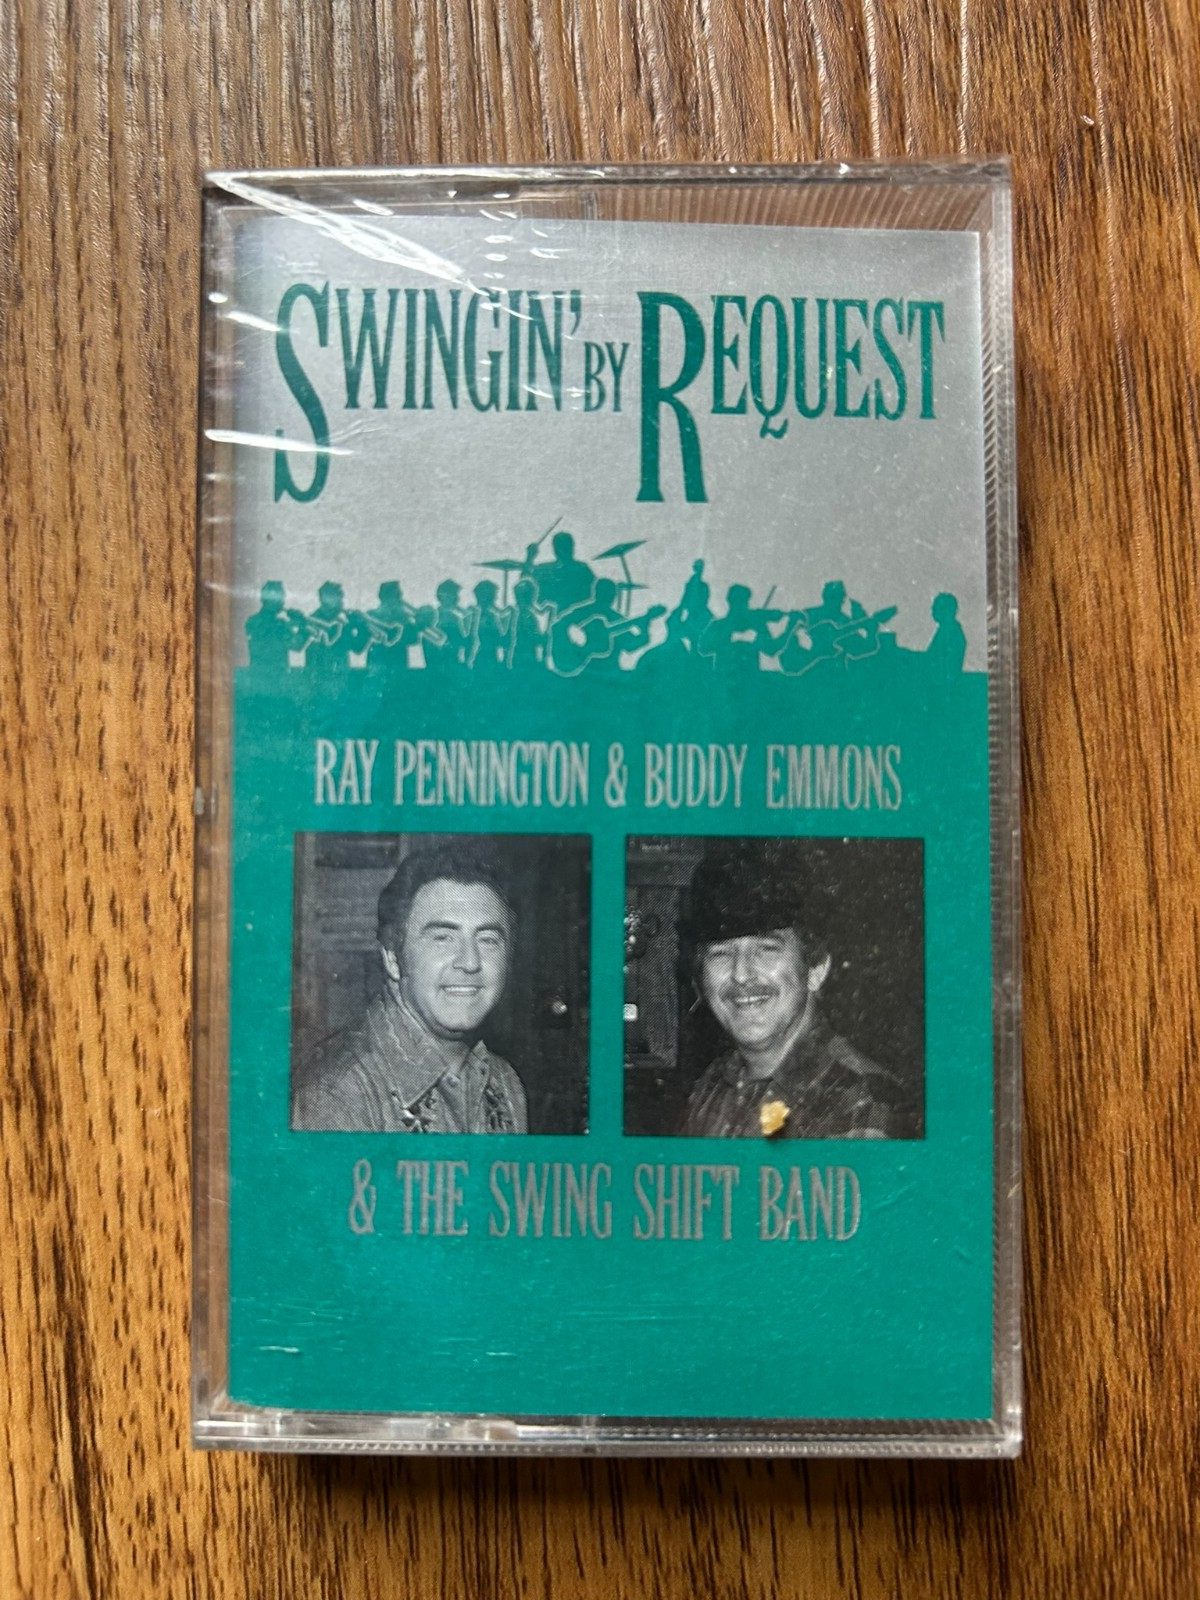 SWINGIN' BY REQUEST
RAY PENNINGTON & BUDDY EMMONS
& THE SWING SHIFT BAND